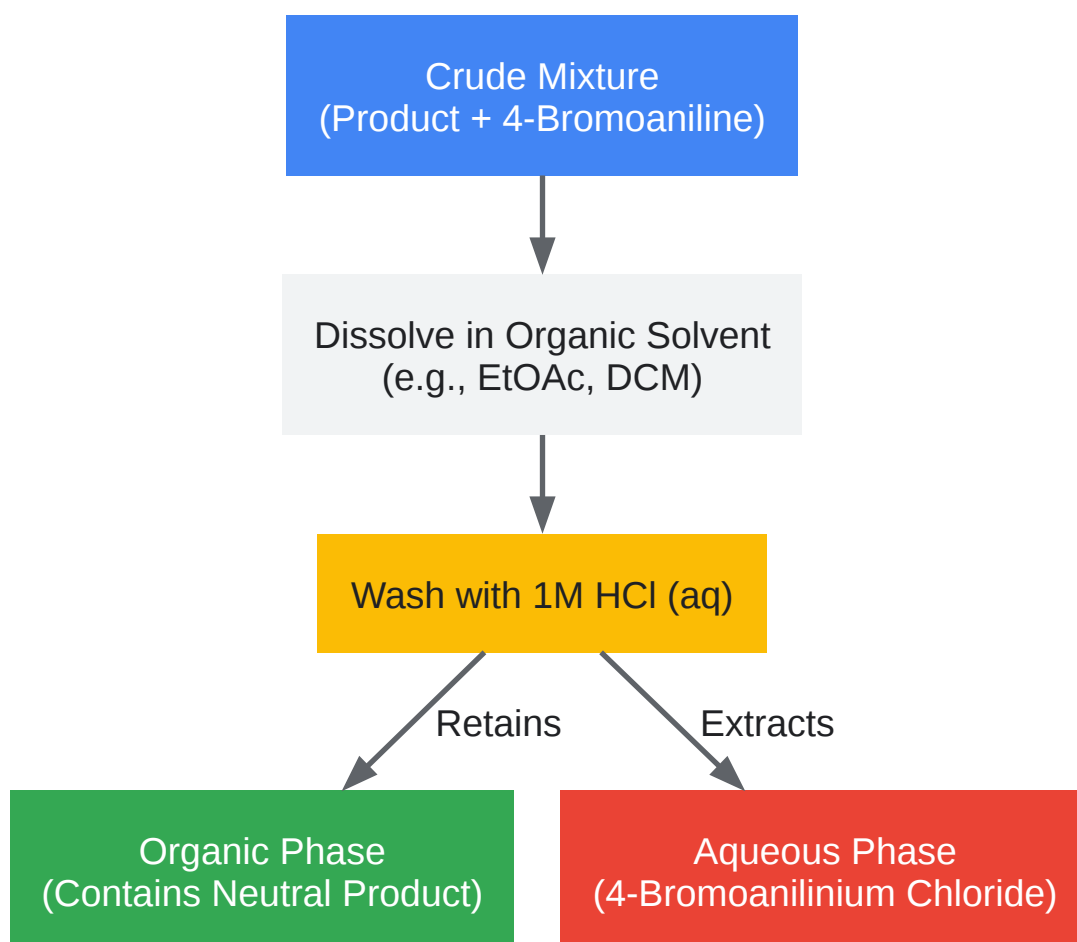 Crude Mixture
(Product + 4-Bromoaniline)
Dissolve in Organic Solvent
(e.g., EtOAc, DCM)
Wash with 1M HCl (aq)
Retains
Extracts
Organic Phase
(Contains Neutral Product)
Aqueous Phase
(4-Bromoanilinium Chloride)